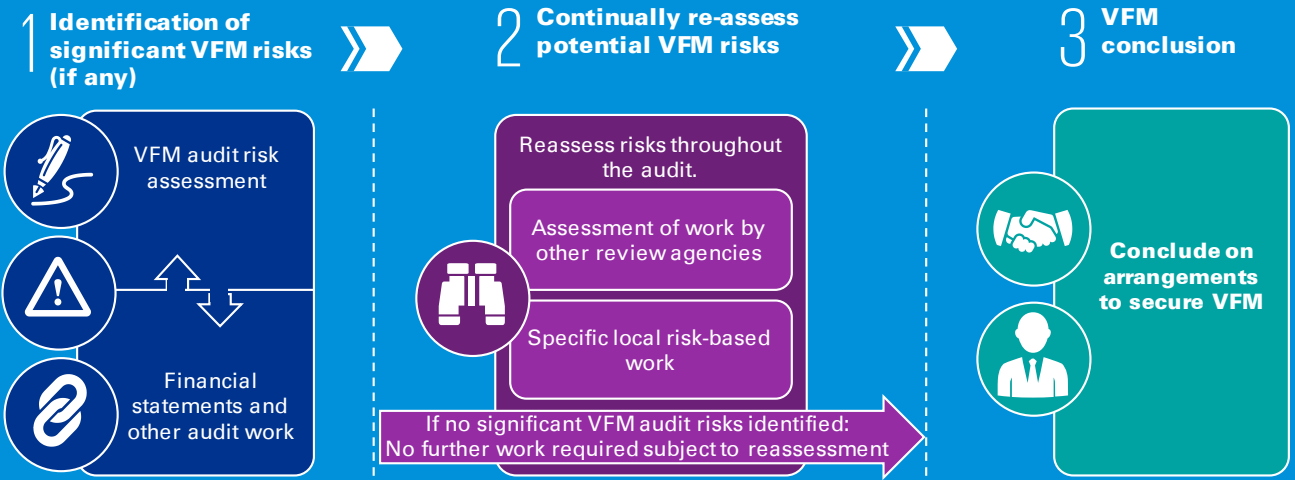 1 Identification of
significant VFM risks
(if any)
2 Continually re-assess
potential VFM risks
3 VFM
conclusion
VFM audit risk
assessment
Financial
statements and
other audit work
Reassess risks throughout
the audit.
Assessment of work by
other review agencies
Specific local risk-based
work
If no significant VFM audit risks identified:
No further work required subject to reassessment
Conclude on
arrangements
to secure VFM